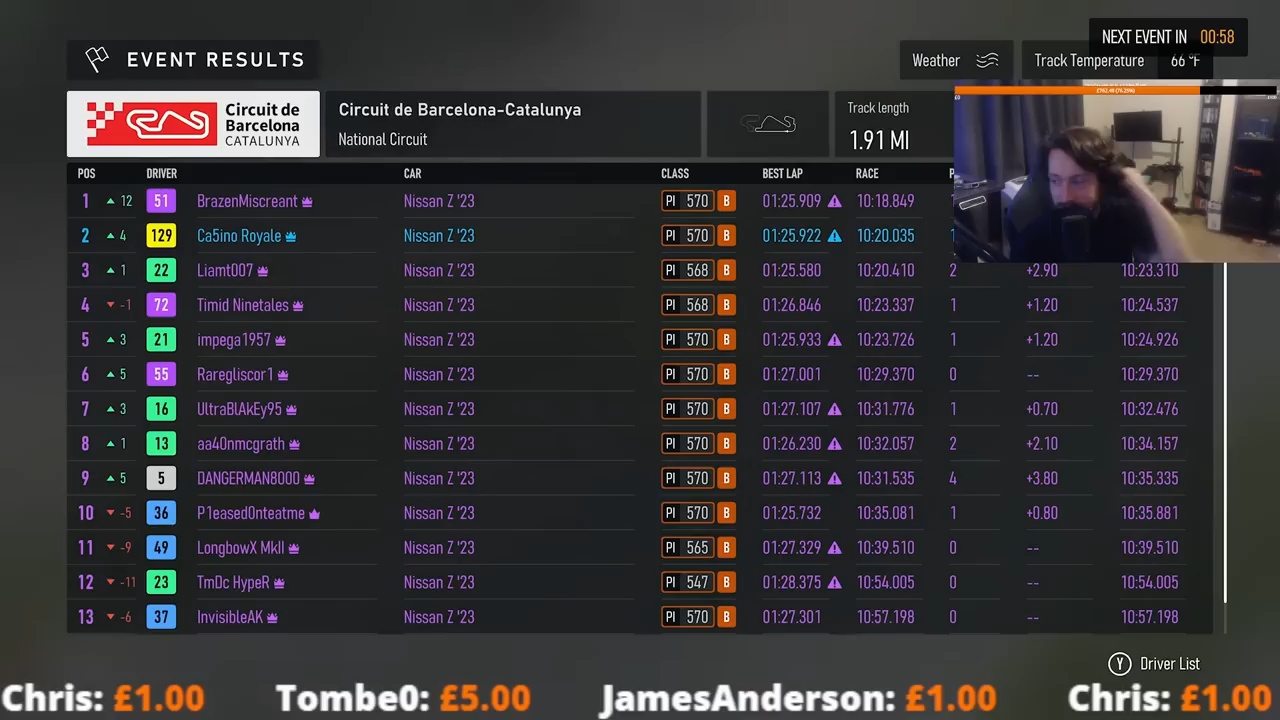 NEXT EVENT IN 00:58
EVENT RESULTS
Weather
Track Temperature 66 °F
£762.48 (76.25%)
Circuit de Barcelona CATALUNYA
Circuit de Barcelona-Catalunya
National Circuit
Track length
1.91 MI
POS DRIVER CAR CLASS BEST LAP RACE
1 12 51 BrazenMiscreant Nissan Z '23 PI 570 B 01:25.909 10:18.849
2 4 129 Ca5ino Royale Nissan Z '23 PI 570 B 01:25.922 10:20.035
3 1 22 Liamt007 Nissan Z '23 PI 568 B 01:25.580 10:20.410 2 +2.90 10:23.310
4 -1 72 Timid Ninetales Nissan Z '23 PI 568 B 01:26.846 10:23.337 1 +1.20 10:24.537
5 3 21 impega1957 Nissan Z '23 PI 570 B 01:25.933 10:23.726 1 +1.20 10:24.926
6 5 55 Raregliscor1 Nissan Z '23 PI 570 B 01:27.001 10:29.370 0 -- 10:29.370
7 3 16 UltraBlAkEy95 Nissan Z '23 PI 570 B 01:27.107 10:31.776 1 +0.70 10:32.476
8 1 13 aa40nmcgrath Nissan Z '23 PI 570 B 01:26.230 10:32.057 2 +2.10 10:34.157
9 5 5 DANGERMAN8000 Nissan Z '23 PI 570 B 01:27.113 10:31.535 4 +3.80 10:35.335
10 -5 36 P1eased0nteatme Nissan Z '23 PI 570 B 01:25.732 10:35.081 1 +0.80 10:35.881
11 -9 49 LongbowX MkII Nissan Z '23 PI 565 B 01:27.329 10:39.510 0 -- 10:39.510
12 -11 23 Tm0c HypeR Nissan Z '23 PI 547 B 01:28.375 10:54.005 0 -- 10:54.005
13 -6 37 InvisibleAK Nissan Z '23 PI 570 B 01:27.301 10:57.198 0 -- 10:57.198
Y Driver List
Chris: £1.00 Tombe0: £5.00 JamesAnderson: £1.00 Chris: £1.00